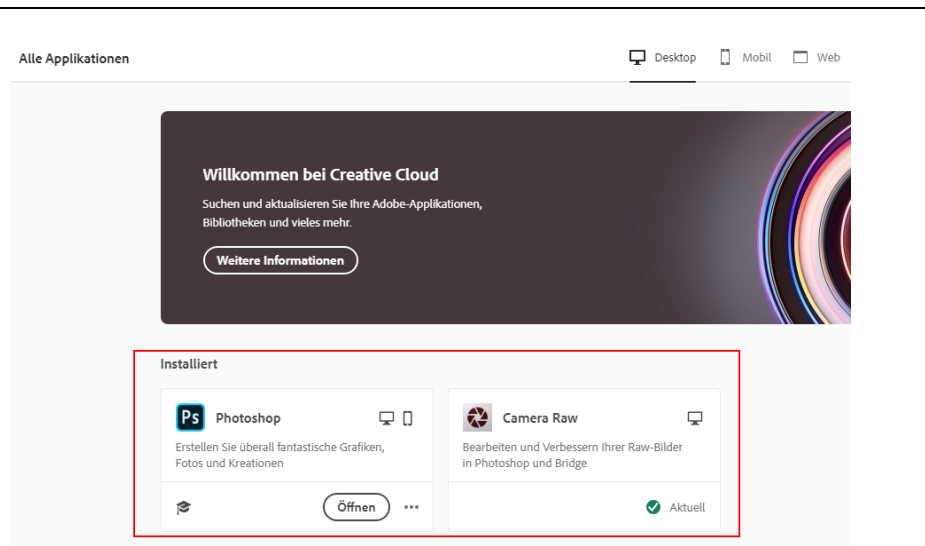 Alle Applikationen
Desktop
Mobil
Web
Willkommen bei Creative Cloud
Suchen und aktualisieren Sie Ihre Adobe-Applikationen,
Bibliotheken und vieles mehr.
Weitere Informationen
Installiert
Ps Photoshop
Erstellen Sie überall fantastische Grafiken,
Fotos und Kreationen
Öffnen
Camera Raw
Bearbeiten und Verbessern Ihrer Raw-Bilder
in Photoshop und Bridge
Aktuell